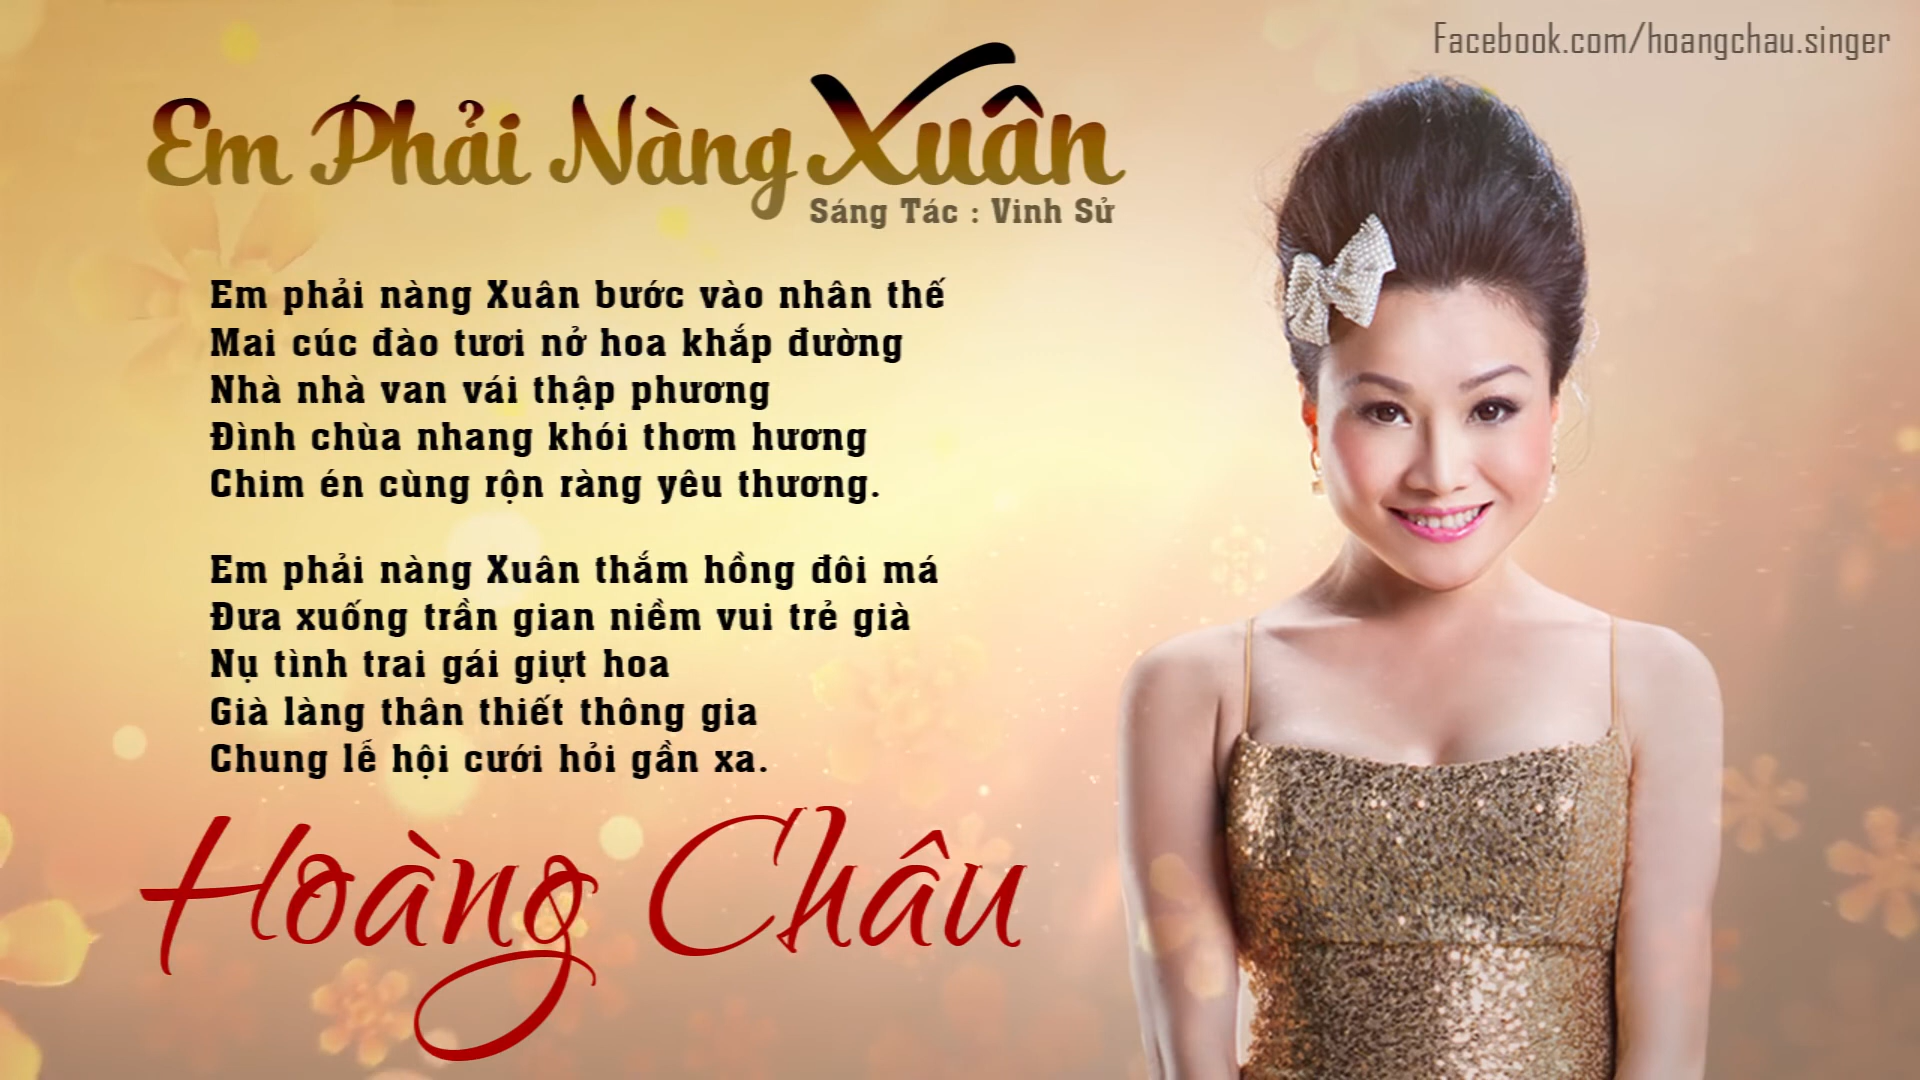 Facebook.com/hoangchau.singer
Em Phải Nàng Xuân
Sáng Tác : Vinh Sử
Em phải nàng Xuân bước vào nhân thế
Mai cúc đào tươi nở hoa khắp đường
Nhà nhà van vái thập phương
Đình chùa nhang khói thơm hương
Chim én cùng rộn ràng yêu thương.
Em phải nàng Xuân thắm hồng đôi má
Đưa xuống trần gian niềm vui trẻ già
Nụ tình trai gái giựt hoa
Già làng thân thiết thông gia
Chung lễ hội cưới hỏi gần xa.
Hoàng Châu